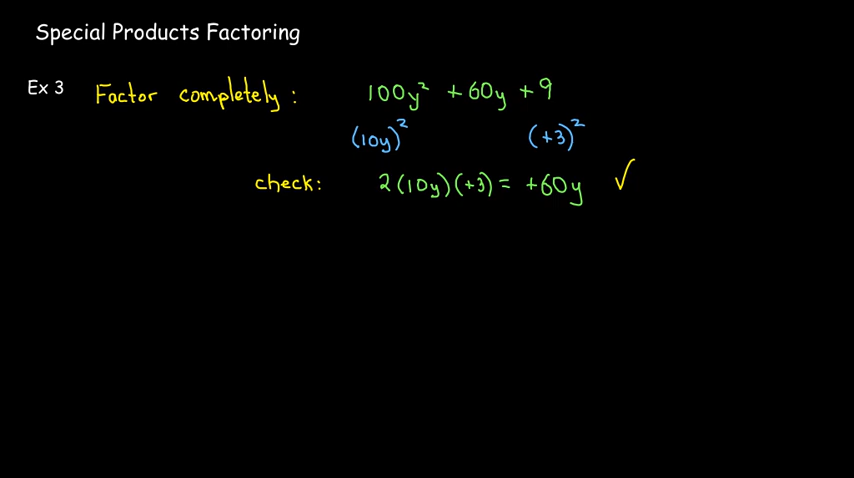 Special Products Factoring
Ex 3 Factor completely: 100y² + 60y + 9
(10y)² (+3)²
check: 2(10y)(+3) = +60y ✓